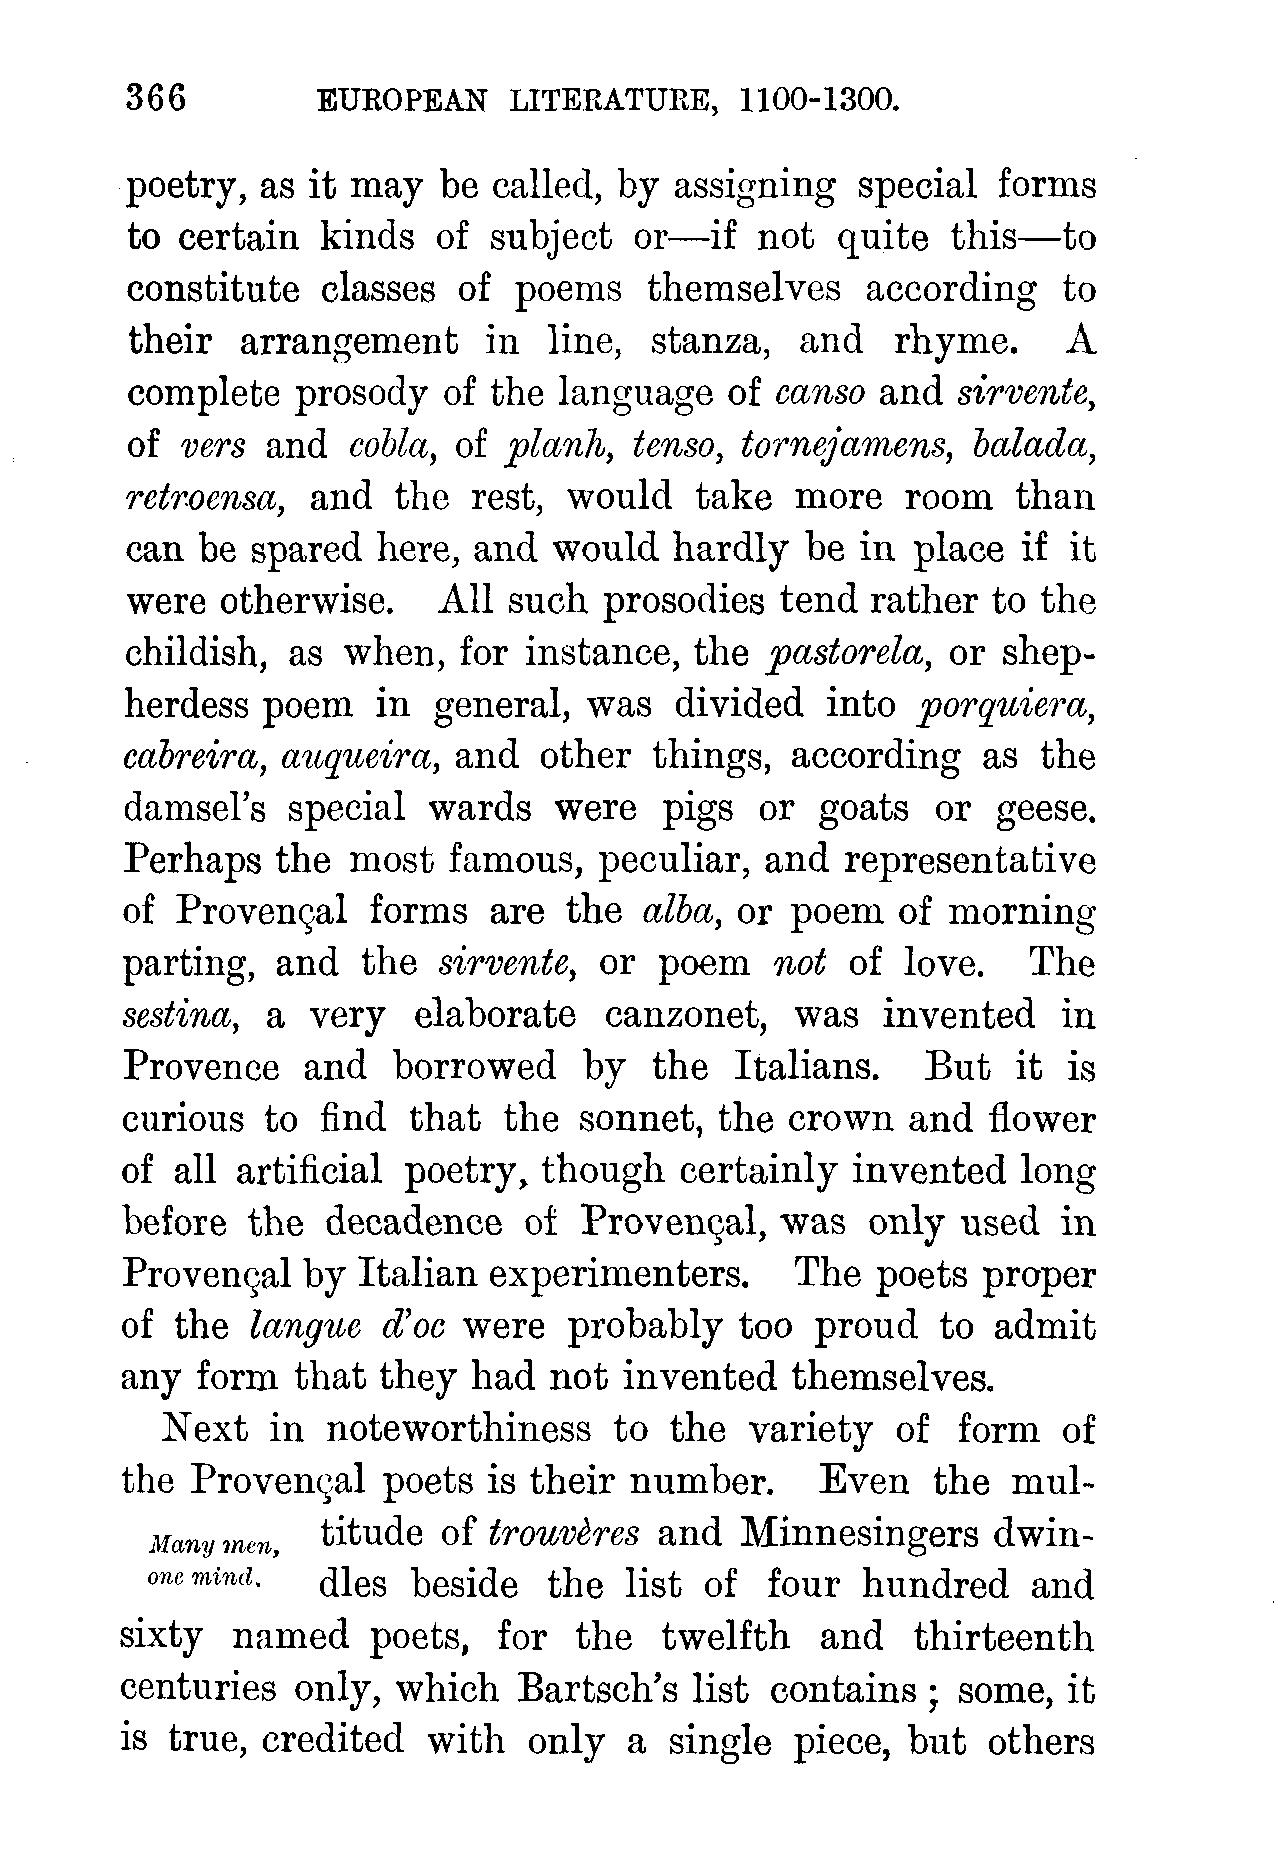 366 EUROPEAN LITERATURE, 1100-1300.
poetry, as it may be called, by assigning special forms
to certain kinds of subject or—if not quite this—to
constitute classes of poems themselves according to
their arrangement in line, stanza, and rhyme. A
complete prosody of the language of canso and sirvente,
of vers and cobla, of planh, tenso, tornejamens, balada,
retroensa, and the rest, would take more room than
can be spared here, and would hardly be in place if it
were otherwise. All such prosodies tend rather to the
childish, as when, for instance, the pastorela, or shep-
herdess poem in general, was divided into porquiera,
cabreira, auqueira, and other things, according as the
damsel's special wards were pigs or goats or geese.
Perhaps the most famous, peculiar, and representative
of Provençal forms are the alba, or poem of morning
parting, and the sirvente, or poem not of love. The
sestina, a very elaborate canzonet, was invented in
Provence and borrowed by the Italians. But it is
curious to find that the sonnet, the crown and flower
of all artificial poetry, though certainly invented long
before the decadence of Provençal, was only used in
Provençal by Italian experimenters. The poets proper
of the langue d'oc were probably too proud to admit
any form that they had not invented themselves.
Next in noteworthiness to the variety of form of
the Provençal poets is their number. Even the mul-
Many men, titude of trouvères and Minnesingers dwin-
one mind. dles beside the list of four hundred and
sixty named poets, for the twelfth and thirteenth
centuries only, which Bartsch's list contains ; some, it
is true, credited with only a single piece, but others